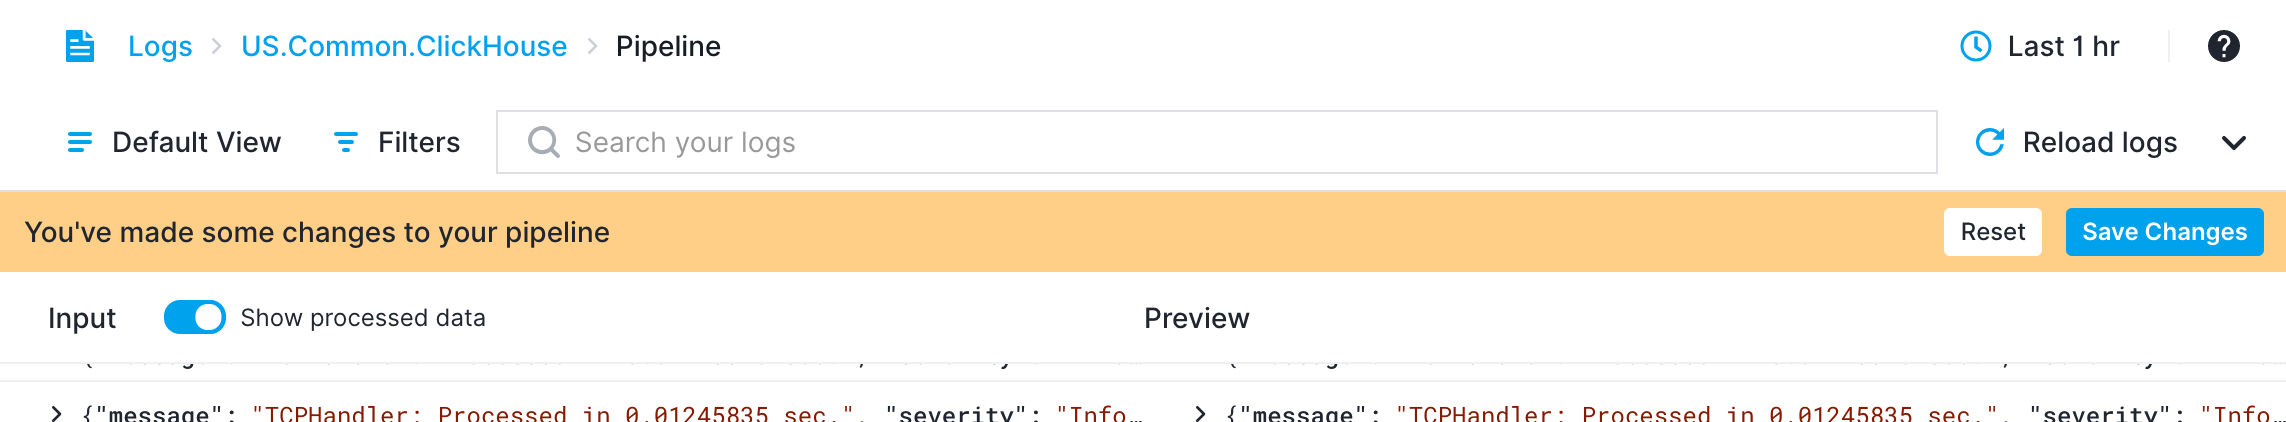 Logs > US.Common.ClickHouse > Pipeline Last 1 hr ?
Default View Filters Search your logs Reload logs
You've made some changes to your pipeline Reset Save Changes
Input Show processed data Preview
> {"message": "TCPHandler: Processed in 0.01245835 sec.", "severity": "Info… > {"message": "TCPHandler: Processed in 0.01245835 sec.", "severity": "Info…